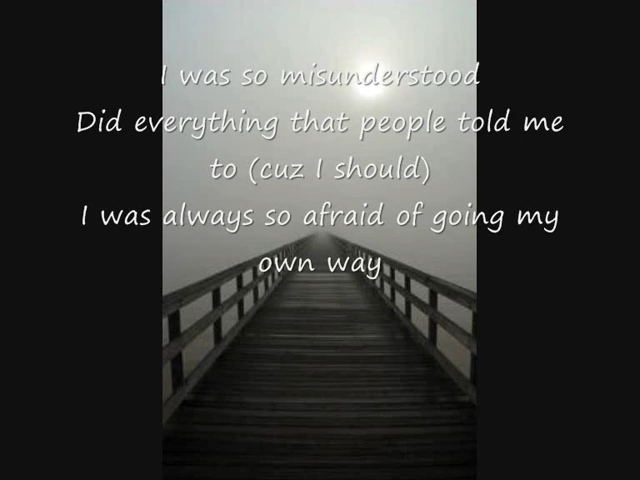 I was so misunderstood
Did everything that people told me
to (cuz I should)
I was always so afraid of going my
own way